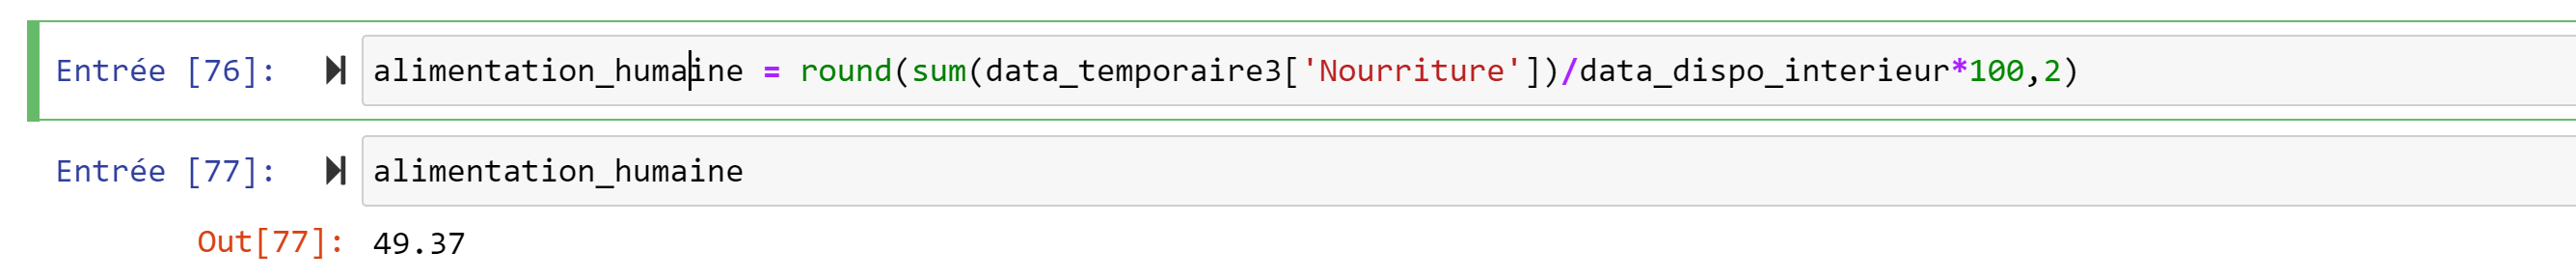 Entrée [76]: alimentation_humaine = round(sum(data_temporaire3['Nourriture'])/data_dispo_interieur*100,2)
Entrée [77]: alimentation_humaine
Out[77]: 49.37